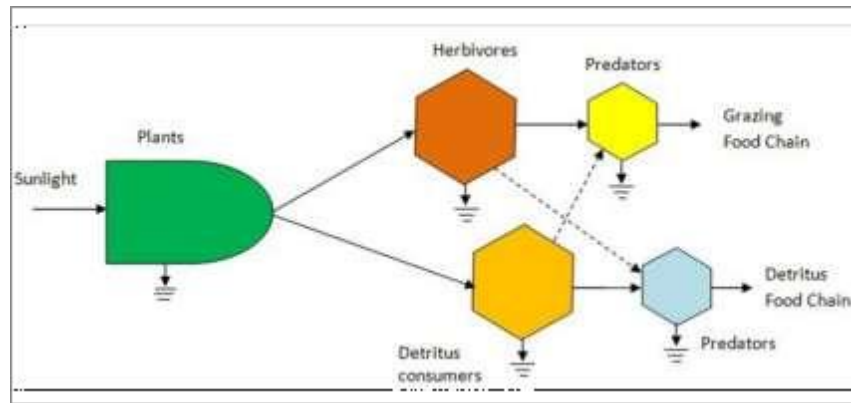 Herbivores
Predators
Grazing
Food Chain
Plants
Sunlight
Detritus
Food Chain
Predators
Detritus
consumers